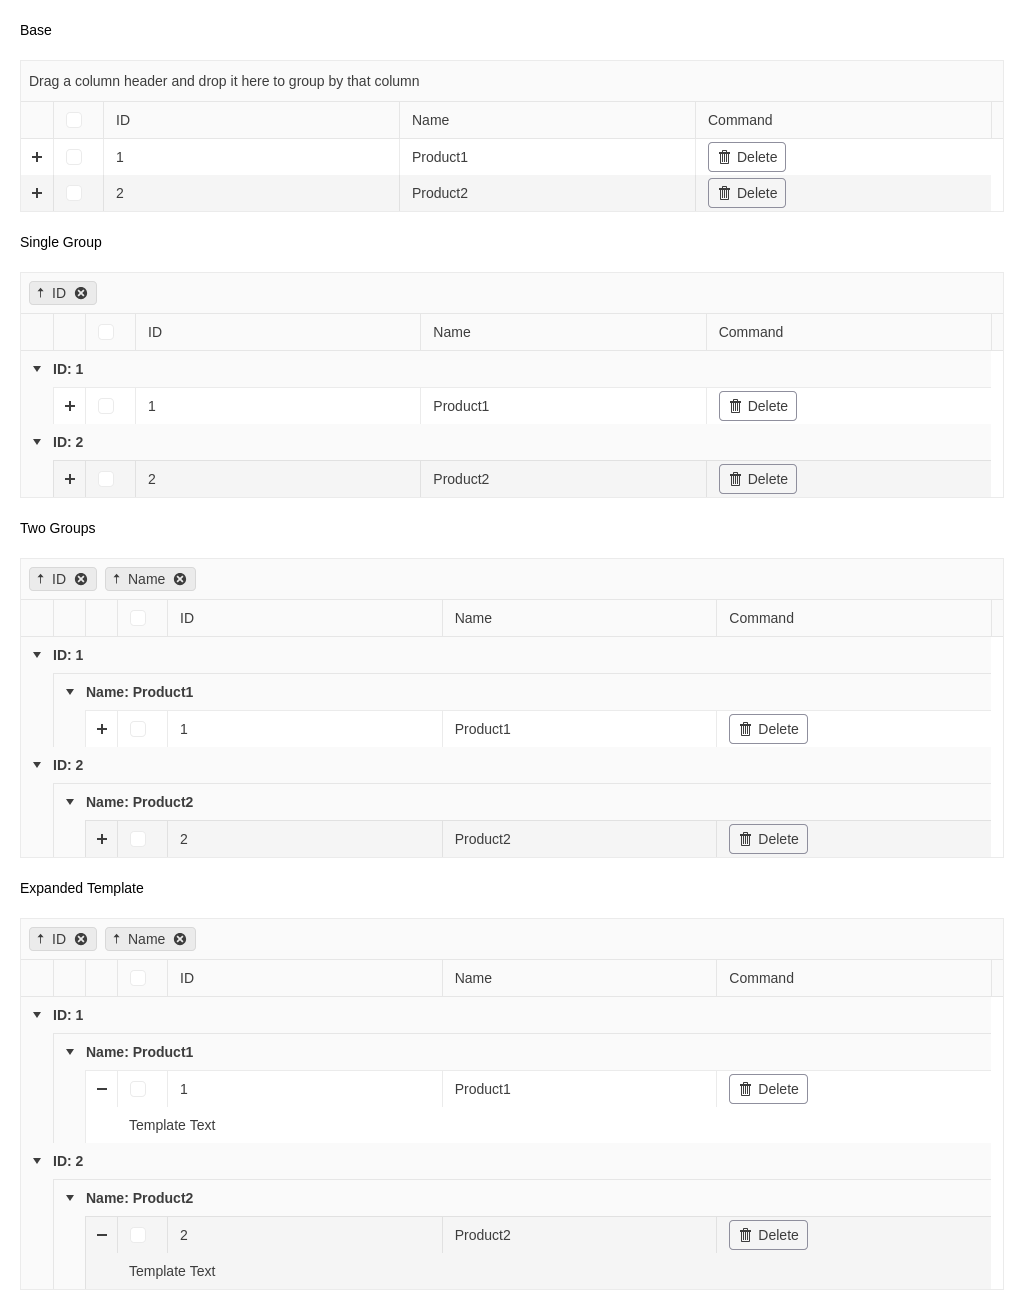 Base
Drag a column header and drop it here to group by that column
ID Name Command
1 Product1 Delete
2 Product2 Delete
Single Group
ID
ID Name Command
ID: 1
1 Product1 Delete
ID: 2
2 Product2 Delete
Two Groups
ID Name
ID Name Command
ID: 1
Name: Product1
1 Product1 Delete
ID: 2
Name: Product2
2 Product2 Delete
Expanded Template
ID Name
ID Name Command
ID: 1
Name: Product1
1 Product1 Delete
Template Text
ID: 2
Name: Product2
2 Product2 Delete
Template Text